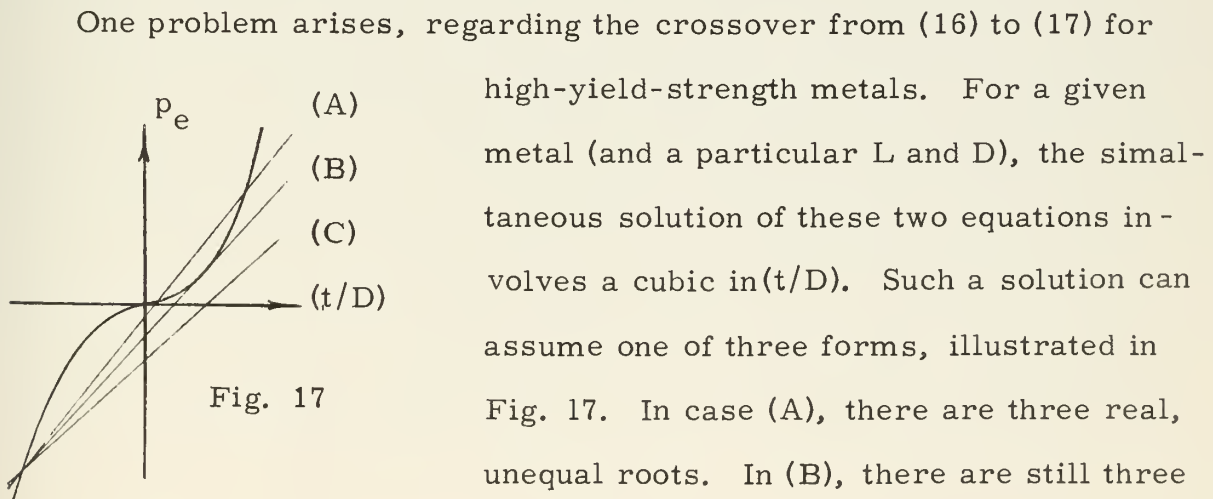 One problem arises, regarding the crossover from (16) to (17) for
high-yield-strength metals. For a given
metal (and a particular L and D), the simal-
taneous solution of these two equations in-
volves a cubic in (t/D). Such a solution can
assume one of three forms, illustrated in
Fig. 17. In case (A), there are three real,
unequal roots. In (B), there are still three
p_e
(A)
(B)
(C)
(t/D)
Fig. 17